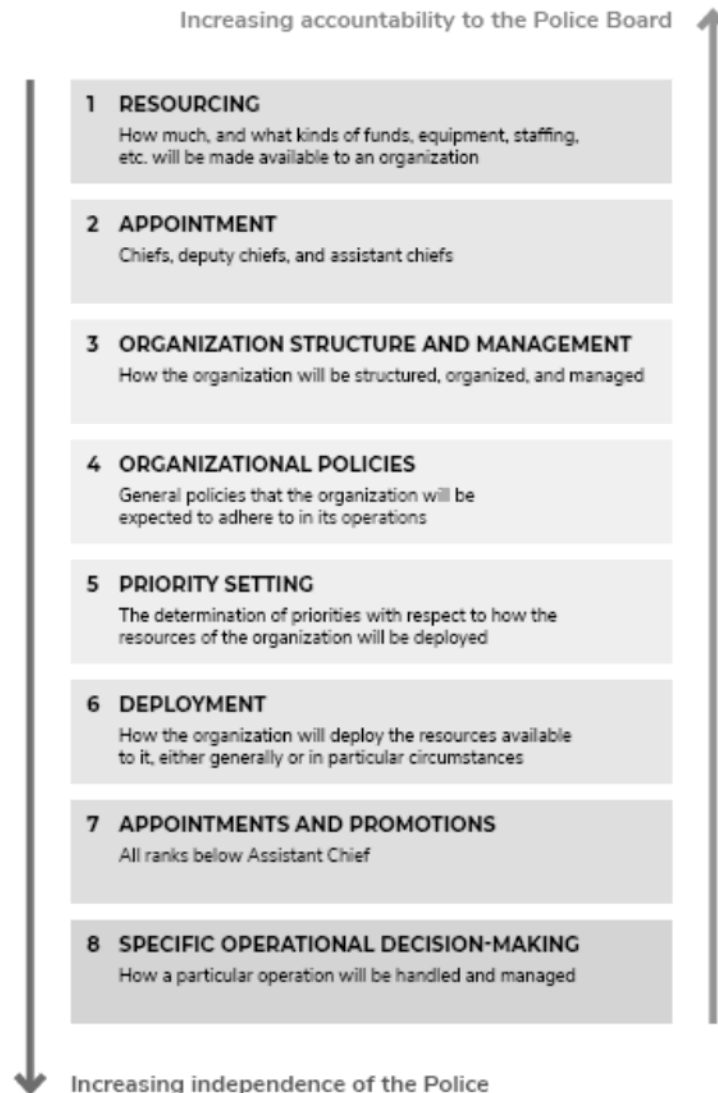 Increasing accountability to the Police Board
1 RESOURCING
How much, and what kinds of funds, equipment, staffing,
etc. will be made available to an organization
2 APPOINTMENT
Chiefs, deputy chiefs, and assistant chiefs
3 ORGANIZATION STRUCTURE AND MANAGEMENT
How the organization will be structured, organized, and managed
4 ORGANIZATIONAL POLICIES
General policies that the organization will be
expected to adhere to in its operations
5 PRIORITY SETTING
The determination of priorities with respect to how the
resources of the organization will be deployed
6 DEPLOYMENT
How the organization will deploy the resources available
to it, either generally or in particular circumstances
7 APPOINTMENTS AND PROMOTIONS
All ranks below Assistant Chief
8 SPECIFIC OPERATIONAL DECISION-MAKING
How a particular operation will be handled and managed
Increasing independence of the Police